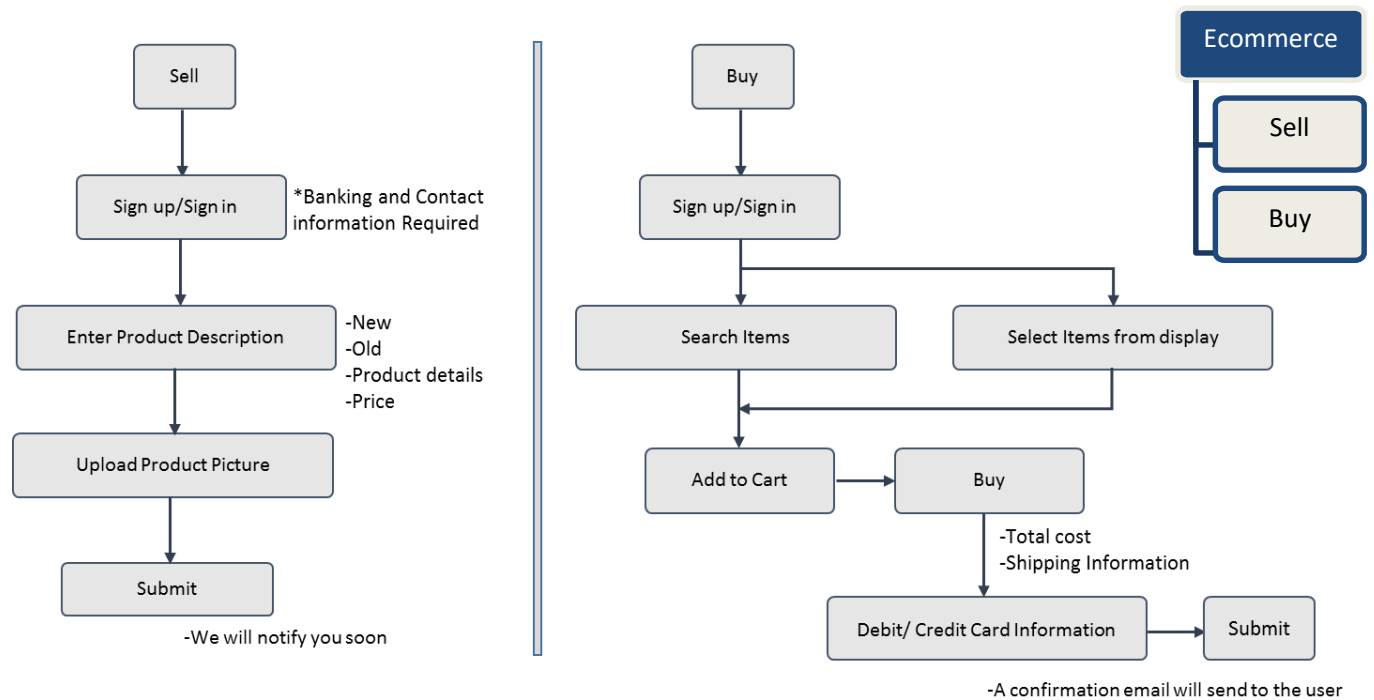 Sell
Sign up/Sign in
*Banking and Contact
information Required
Enter Product Description
-New
-Old
-Product details
-Price
Upload Product Picture
Submit
-We will notify you soon
Buy
Sign up/Sign in
Search Items
Select Items from display
Add to Cart
Buy
-Total cost
-Shipping Information
Debit/ Credit Card Information
Submit
-A confirmation email will send to the user
Ecommerce
Sell
Buy